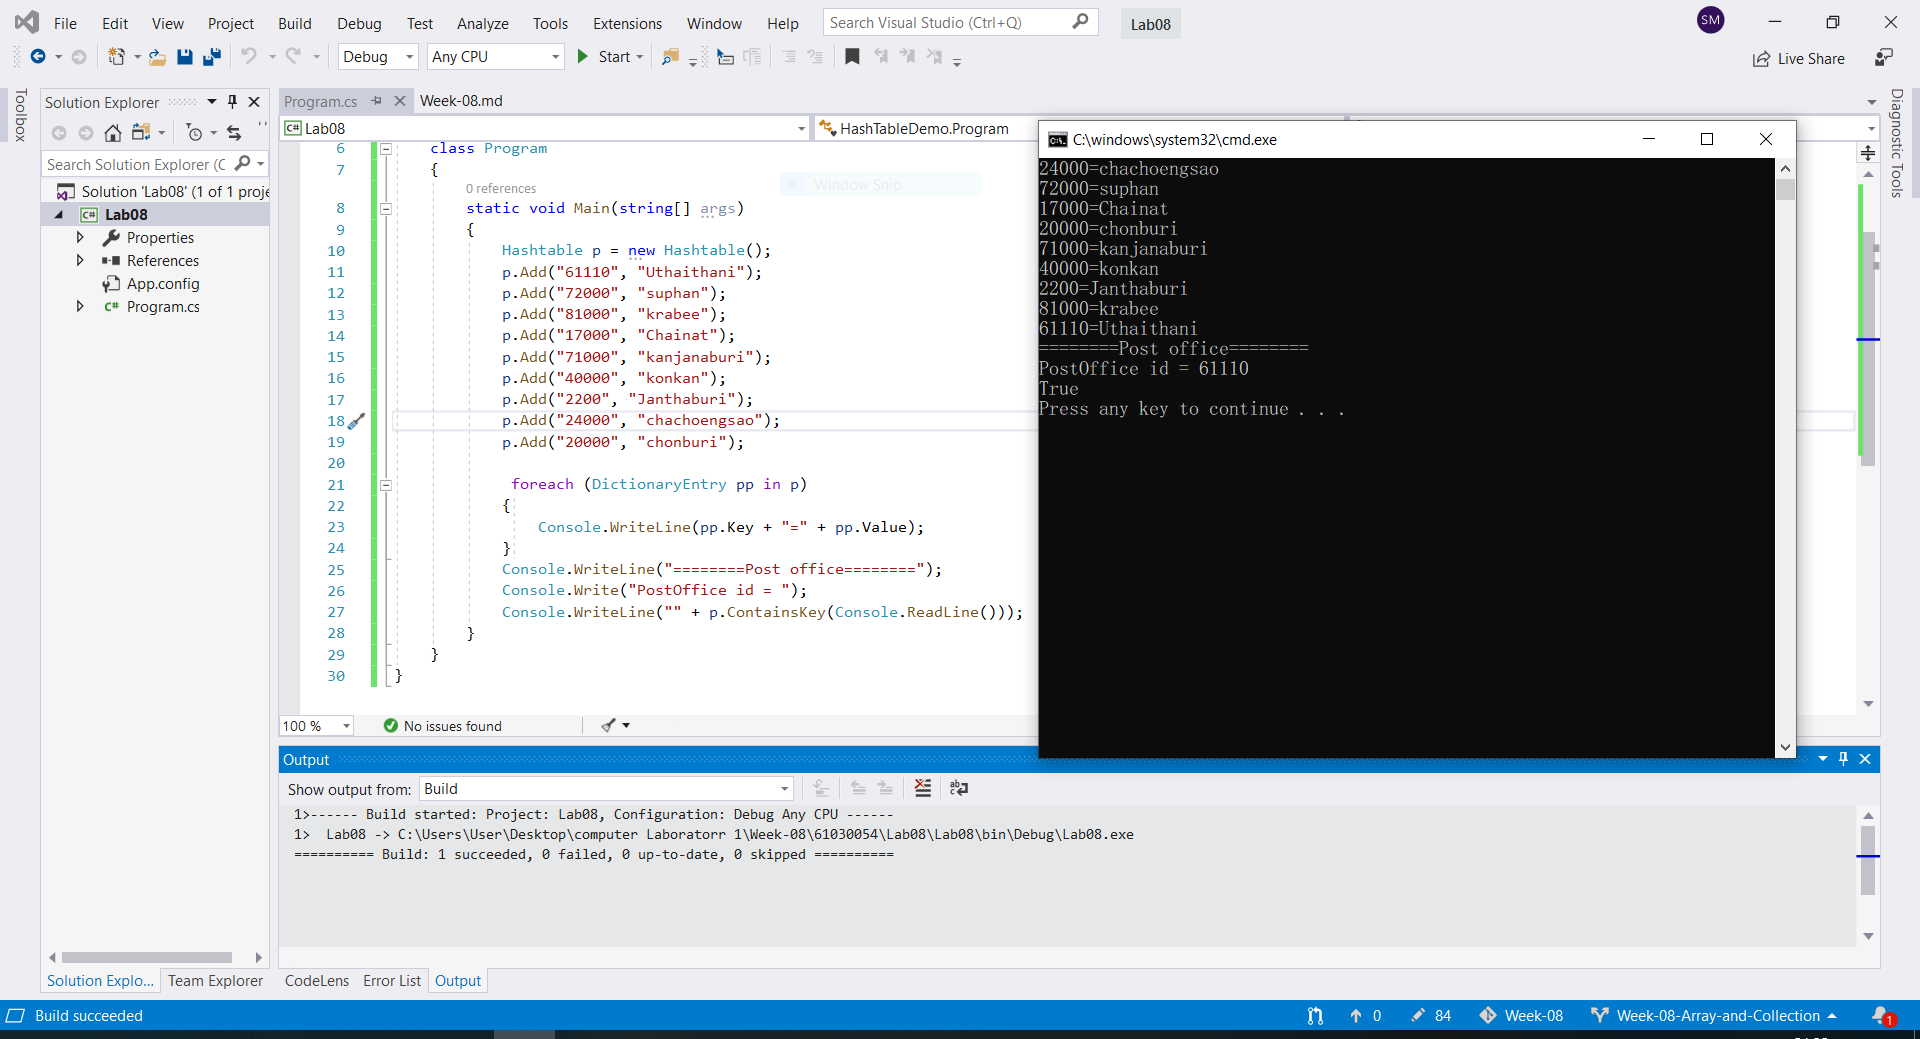 File Edit View Project Build Debug Test Analyze Tools Extensions Window Help Search Visual Studio (Ctrl+Q) Lab08 SM
Debug Any CPU Start Live Share
Toolbox
Solution Explorer
Search Solution Explorer (C
Solution 'Lab08' (1 of 1 proje
C# Lab08
Properties
References
App.config
C# Program.cs
Program.cs Week-08.md
C# Lab08 HashTableDemo.Program
Window Snip
6 class Program
7 {
0 references
8 static void Main(string[] args)
9 {
10 Hashtable p = new Hashtable();
11 p.Add("61110", "Uthaithani");
12 p.Add("72000", "suphan");
13 p.Add("81000", "krabee");
14 p.Add("17000", "Chainat");
15 p.Add("71000", "kanjanaburi");
16 p.Add("40000", "konkan");
17 p.Add("2200", "Janthaburi");
18 p.Add("24000", "chachoengsao");
19 p.Add("20000", "chonburi");
20
21 foreach (DictionaryEntry pp in p)
22 {
23 Console.WriteLine(pp.Key + "=" + pp.Value);
24 }
25 Console.WriteLine("========Post office========");
26 Console.Write("PostOffice id = ");
27 Console.WriteLine("" + p.ContainsKey(Console.ReadLine()));
28 }
29 }
30 }
100 % No issues found
C:\windows\system32\cmd.exe
24000=chachoengsao
72000=suphan
17000=Chainat
20000=chonburi
71000=kanjanaburi
40000=konkan
2200=Janthaburi
81000=krabee
61110=Uthaithani
========Post office========
PostOffice id = 61110
True
Press any key to continue . . .
Diagnostic Tools
Output
Show output from: Build
1>------ Build started: Project: Lab08, Configuration: Debug Any CPU ------
1>  Lab08 -> C:\Users\User\Desktop\computer Laboratorr 1\Week-08\61030054\Lab08\Lab08\bin\Debug\Lab08.exe
========== Build: 1 succeeded, 0 failed, 0 up-to-date, 0 skipped ==========
Solution Explo... Team Explorer CodeLens Error List Output
Build succeeded 0 84 Week-08 Week-08-Array-and-Collection 1